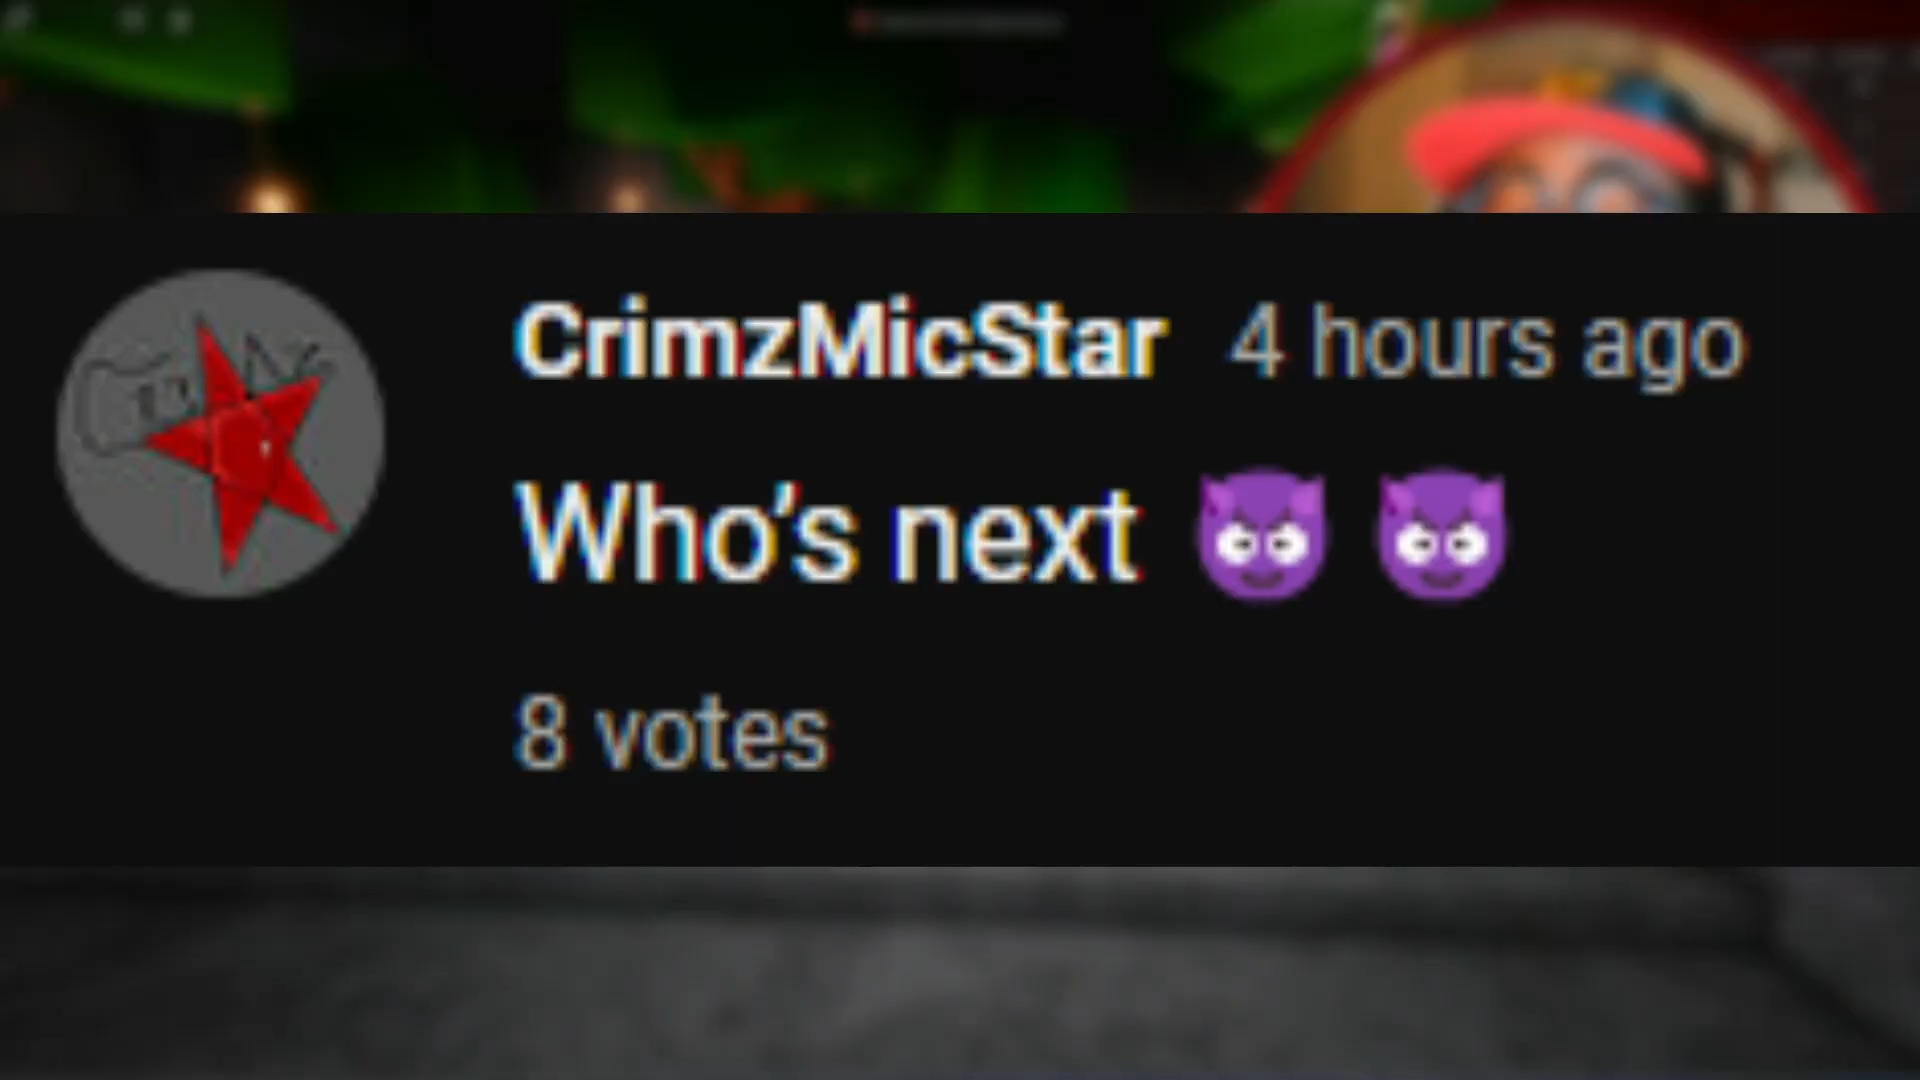 CrimzMicStar 4 hours ago
Who's next 😈 😈
8 votes